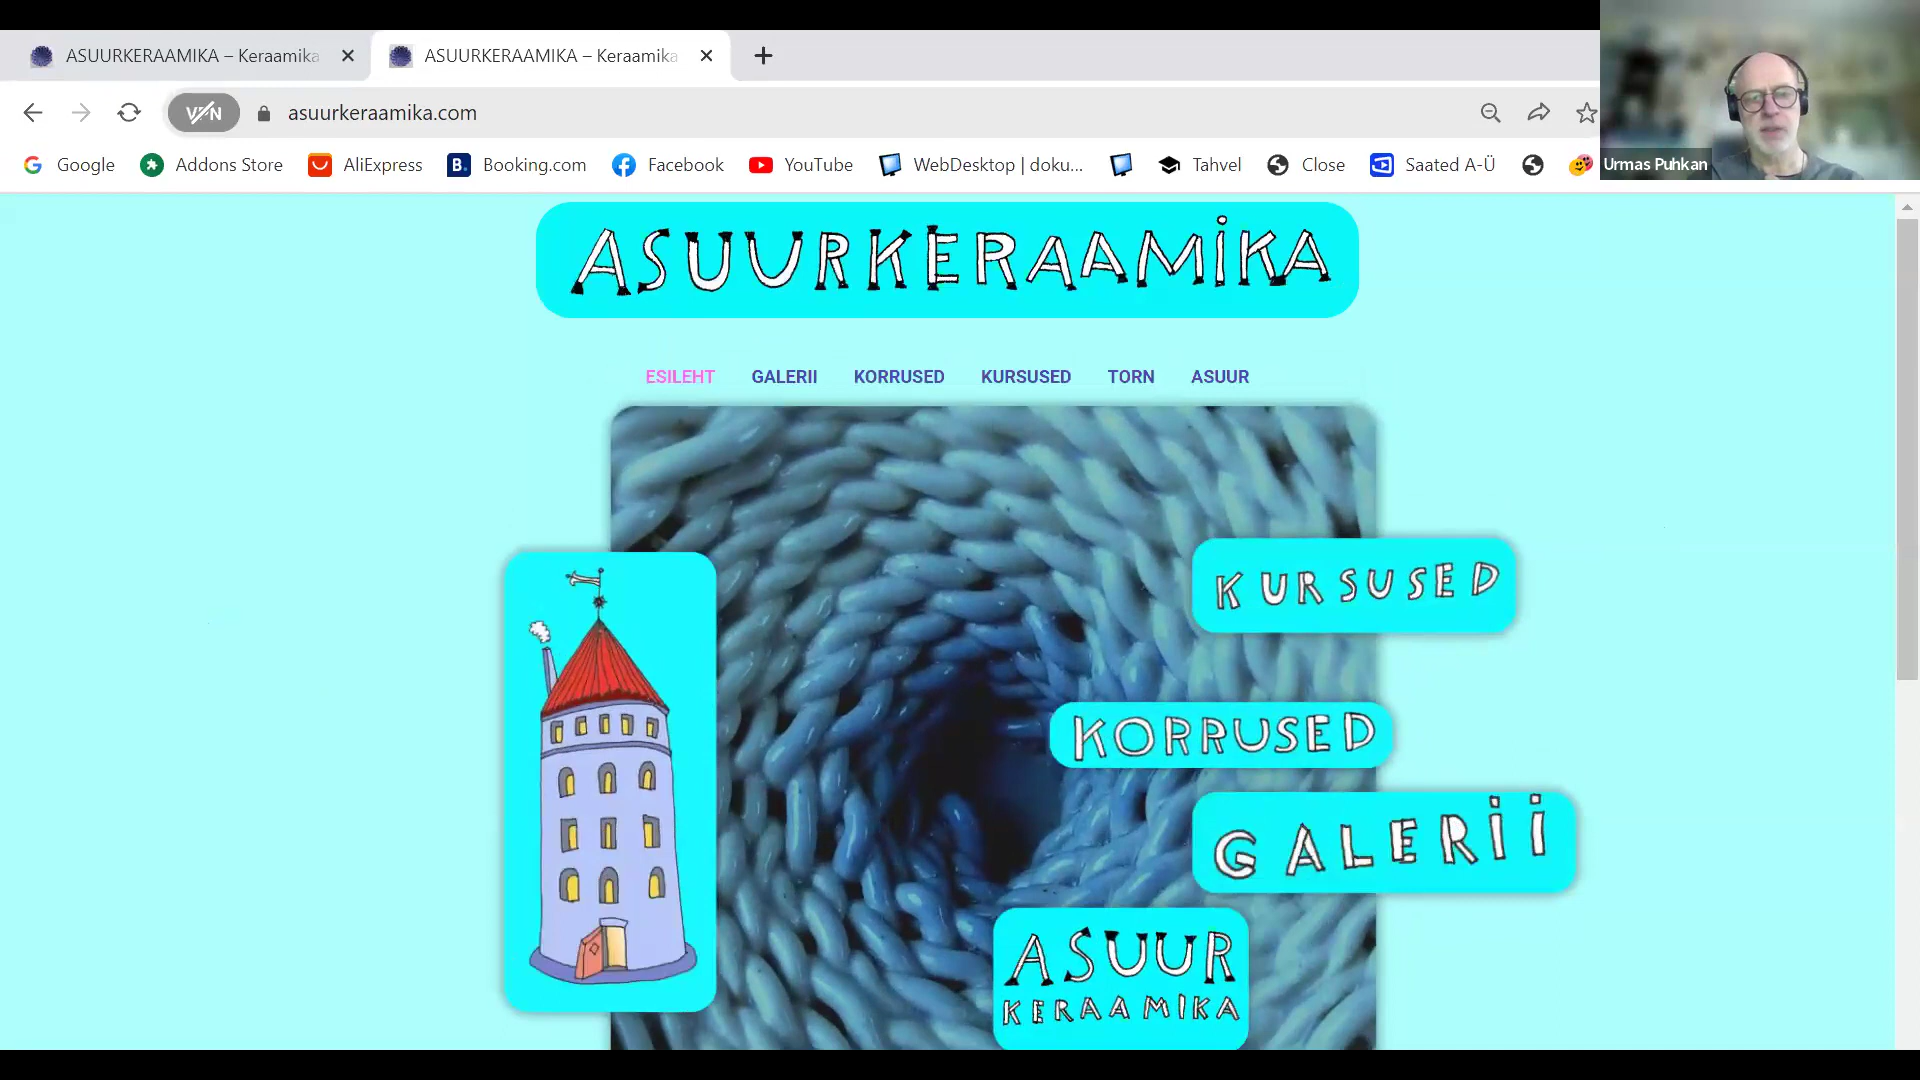 ASUURKERAAMIKA – Keraamika
ASUURKERAAMIKA – Keraamika
VPN
asuurkeraamika.com
Google
Addons Store
AliExpress
B.
Booking.com
Facebook
YouTube
WebDesktop | doku...
Tahvel
Close
Saated A-Ü
Urmas Puhkan
ASUURKERAAMIKA
ESILEHT
GALERII
KORRUSED
KURSUSED
TORN
ASUUR
KURSUSED
KORRUSED
GALERII
ASUUR
KERAAMIKA